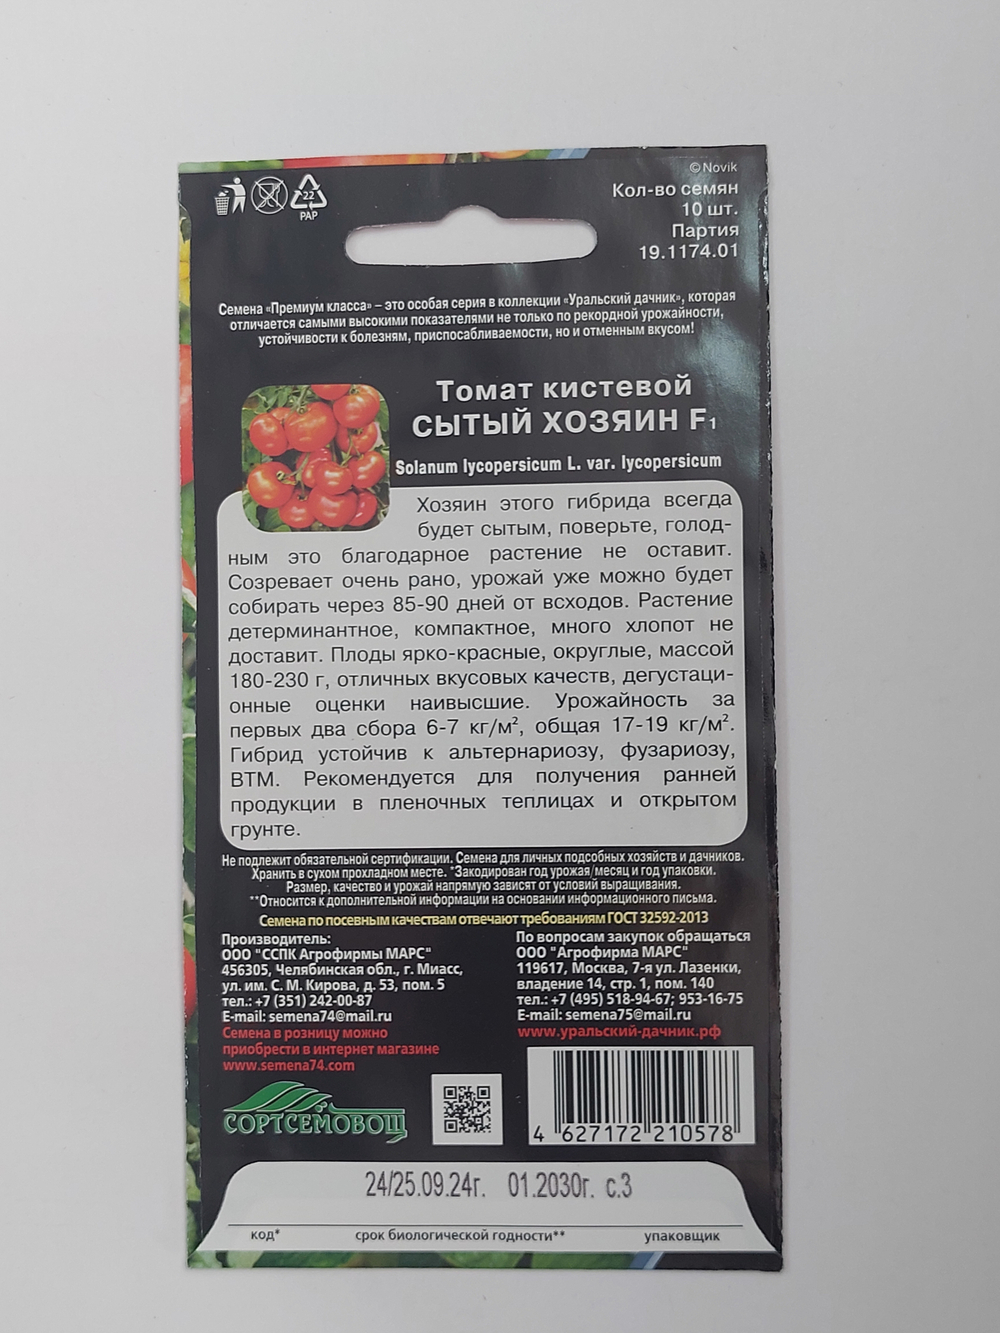 © Novik
Кол-во семян
10 шт.
Партия
19.1174.01
22
PAP
Семена «Премиум класса» – это особая серия в коллекции «Уральский дачник», которая
отличается самыми высокими показателями не только по рекордной урожайности,
устойчивости к болезням, приспосабливаемости, но и отменным вкусом!
Томат кистевой
СЫТЫЙ ХОЗЯИН F1
Solanum lycopersicum L. var. lycopersicum
Хозяин этого гибрида всегда
будет сытым, поверьте, голод-
ным это благодарное растение не оставит.
Созревает очень рано, урожай уже можно будет
собирать через 85-90 дней от всходов. Растение
детерминантное, компактное, много хлопот не
доставит. Плоды ярко-красные, округлые, массой
180-230 г, отличных вкусовых качеств, дегустаци-
онные оценки наивысшие. Урожайность за
первых два сбора 6-7 кг/м², общая 17-19 кг/м².
Гибрид устойчив к альтернариозу, фузариозу,
ВТМ. Рекомендуется для получения ранней
продукции в пленочных теплицах и открытом
грунте.
Не подлежит обязательной сертификации. Семена для личных подсобных хозяйств и дачников.
Хранить в сухом прохладном месте. *Закодирован год урожая/месяц и год упаковки.
Размер, качество и урожай напрямую зависят от условий выращивания.
**Относится к дополнительной информации на основании информационного письма.
Семена по посевным качествам отвечают требованиям ГОСТ 32592-2013
Производитель:
ООО "ССПК Агрофирмы МАРС"
456305, Челябинская обл., г. Миасс,
ул. им. С. М. Кирова, д. 53, пом. 5
тел.: +7 (351) 242-00-87
E-mail: semena74@mail.ru
Семена в розницу можно
приобрести в интернет магазине
www.semena74.com
По вопросам закупок обращаться
ООО "Агрофирма МАРС"
119617, Москва, 7-я ул. Лазенки,
владение 14, стр. 1, пом. 140
тел.: +7 (495) 518-94-67; 953-16-75
E-mail: semena75@mail.ru
www.уральский-дачник.рф
СОРТСЕМОВОЩ
4 627172 210578
24/25.09.24г. 01.2030г. с.3
код* срок биологической годности** упаковщик